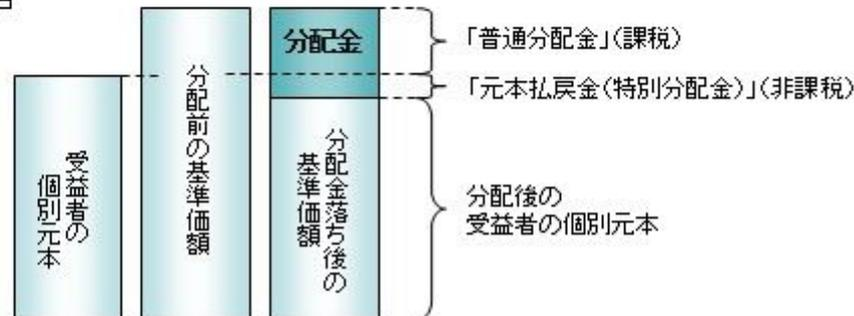 受益者の
個別元本
分配前の基準価額
分配金
分配金落ち後の
基準価額
「普通分配金」(課税)
「元本払戻金(特別分配金)」(非課税)
分配後の
受益者の個別元本